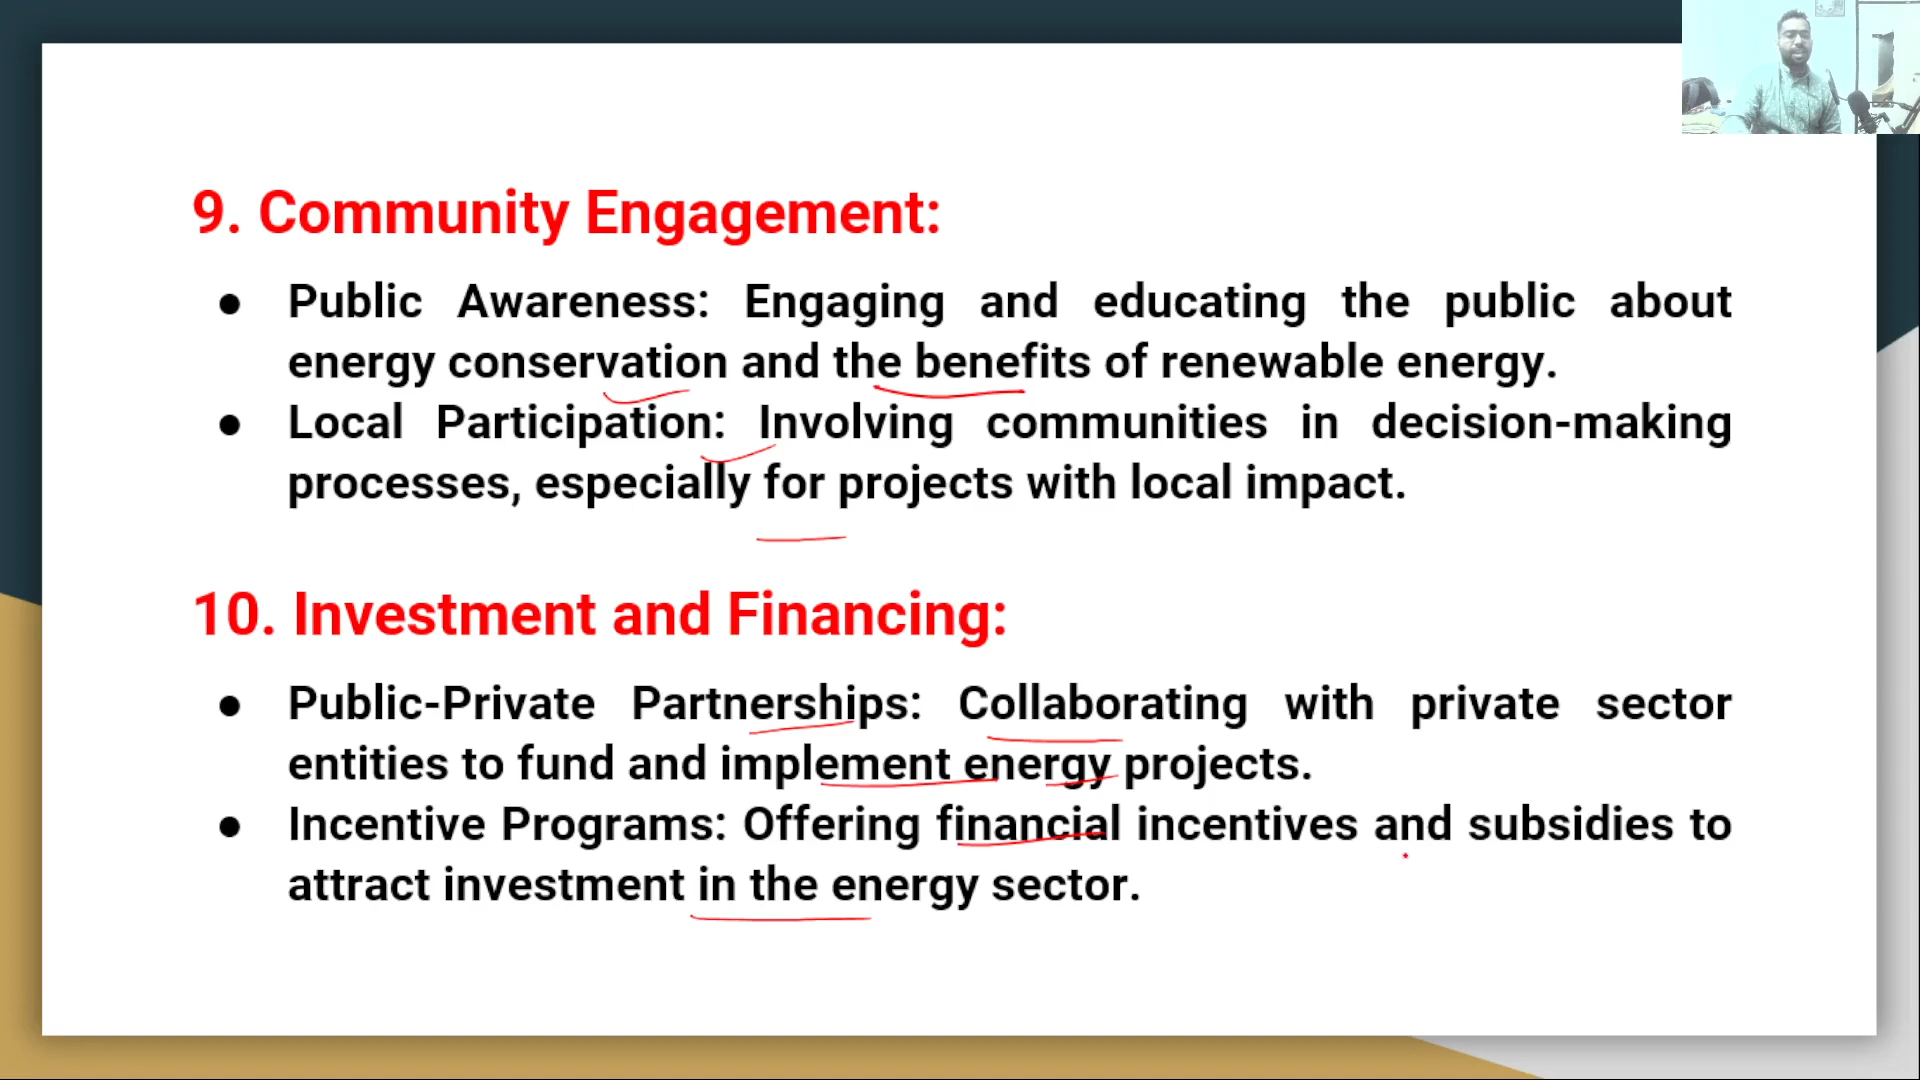 9. Community Engagement:
● Public Awareness: Engaging and educating the public about
energy conservation and the benefits of renewable energy.
● Local Participation: Involving communities in decision-making
processes, especially for projects with local impact.
10. Investment and Financing:
● Public-Private Partnerships: Collaborating with private sector
entities to fund and implement energy projects.
● Incentive Programs: Offering financial incentives and subsidies to
attract investment in the energy sector.